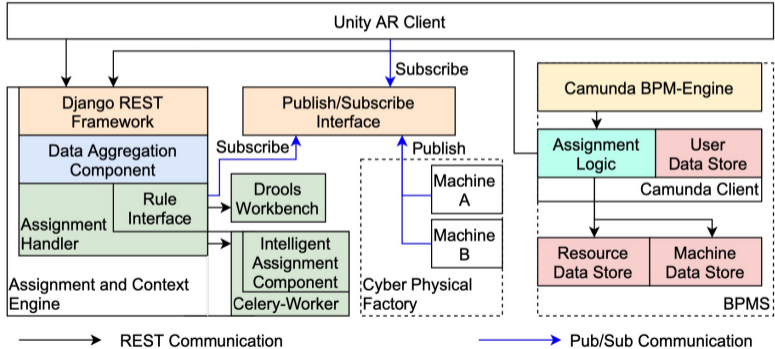 Unity AR Client
Subscribe
Django REST
Framework
Publish/Subscribe
Interface
Camunda BPM-Engine
Data Aggregation
Component
Subscribe
Publish
Assignment
Logic
User
Data Store
Camunda Client
Assignment
Handler
Rule
Interface
Drools
Workbench
Machine
A
Machine
B
Intelligent
Assignment
Component
Celery-Worker
Assignment and Context
Engine
Cyber Physical
Factory
Resource
Data Store
Machine
Data Store
BPMS
REST Communication
Pub/Sub Communication